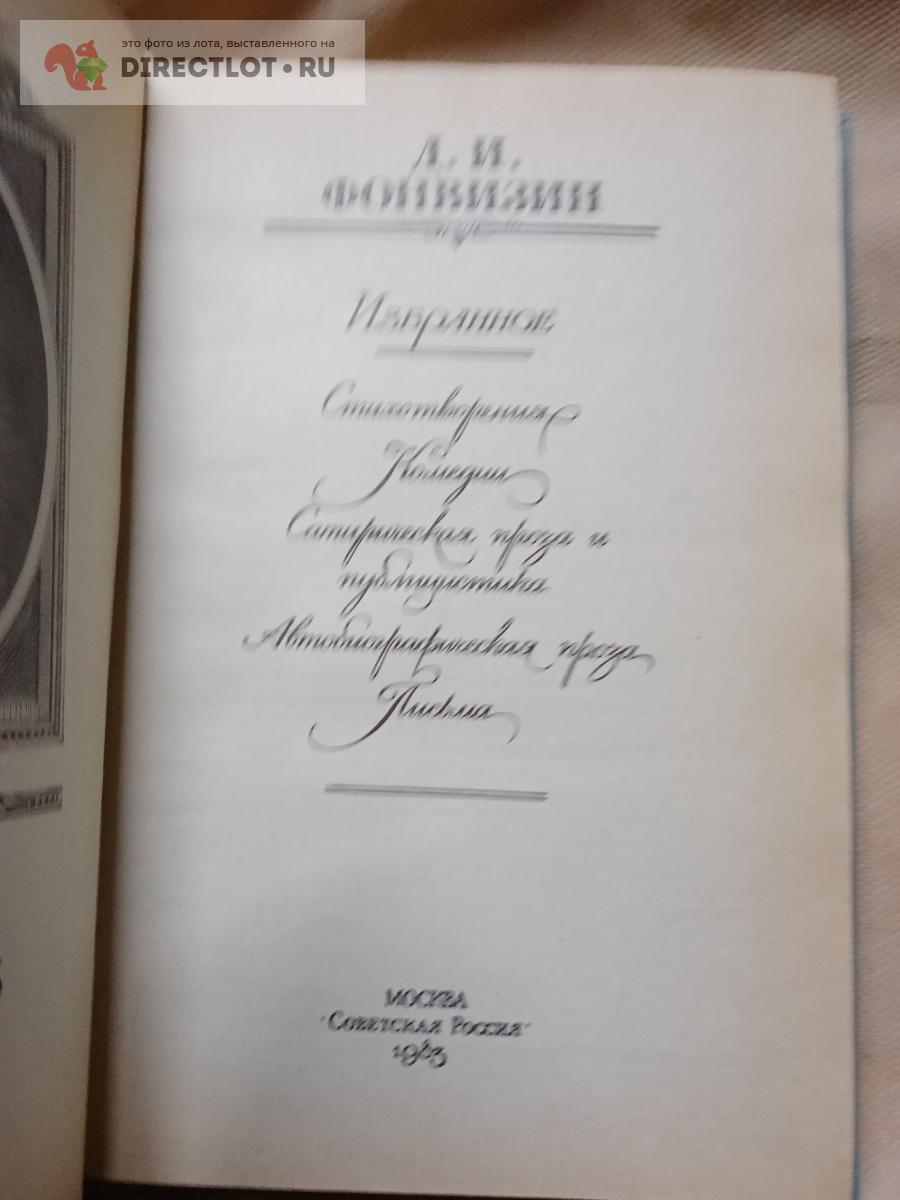 это фото из лота, выставленного на
DIRECTLOT•RU
Д. И.
ФОНВИЗИН
Избранное
Стихотворения
Комедии
Сатирическая проза и
публицистика
Автобиографическая проза
Письма
МОСКВА
"СОВЕТСКАЯ РОССИЯ"
1983